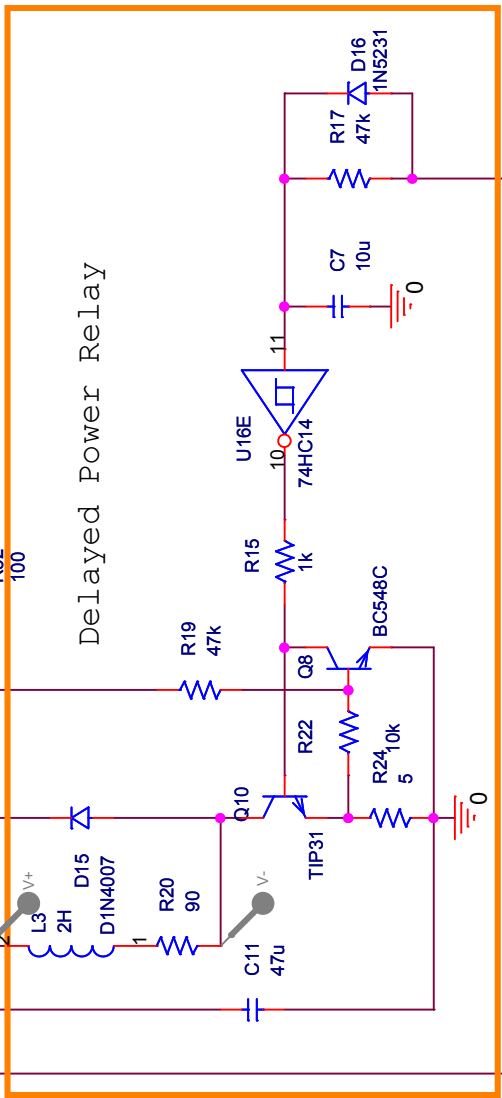 D16
1N5231
R17
47k
C7
10u
0
11
U16E
74HC14
10
Delayed Power Relay
R15
1k
100
R19
47k
Q8
BC548C
R22
10k
R24
5
Q10
TIP31
0
D15
D1N4007
V+
L3
2H
2
1
R20
90
V-
C11
47u